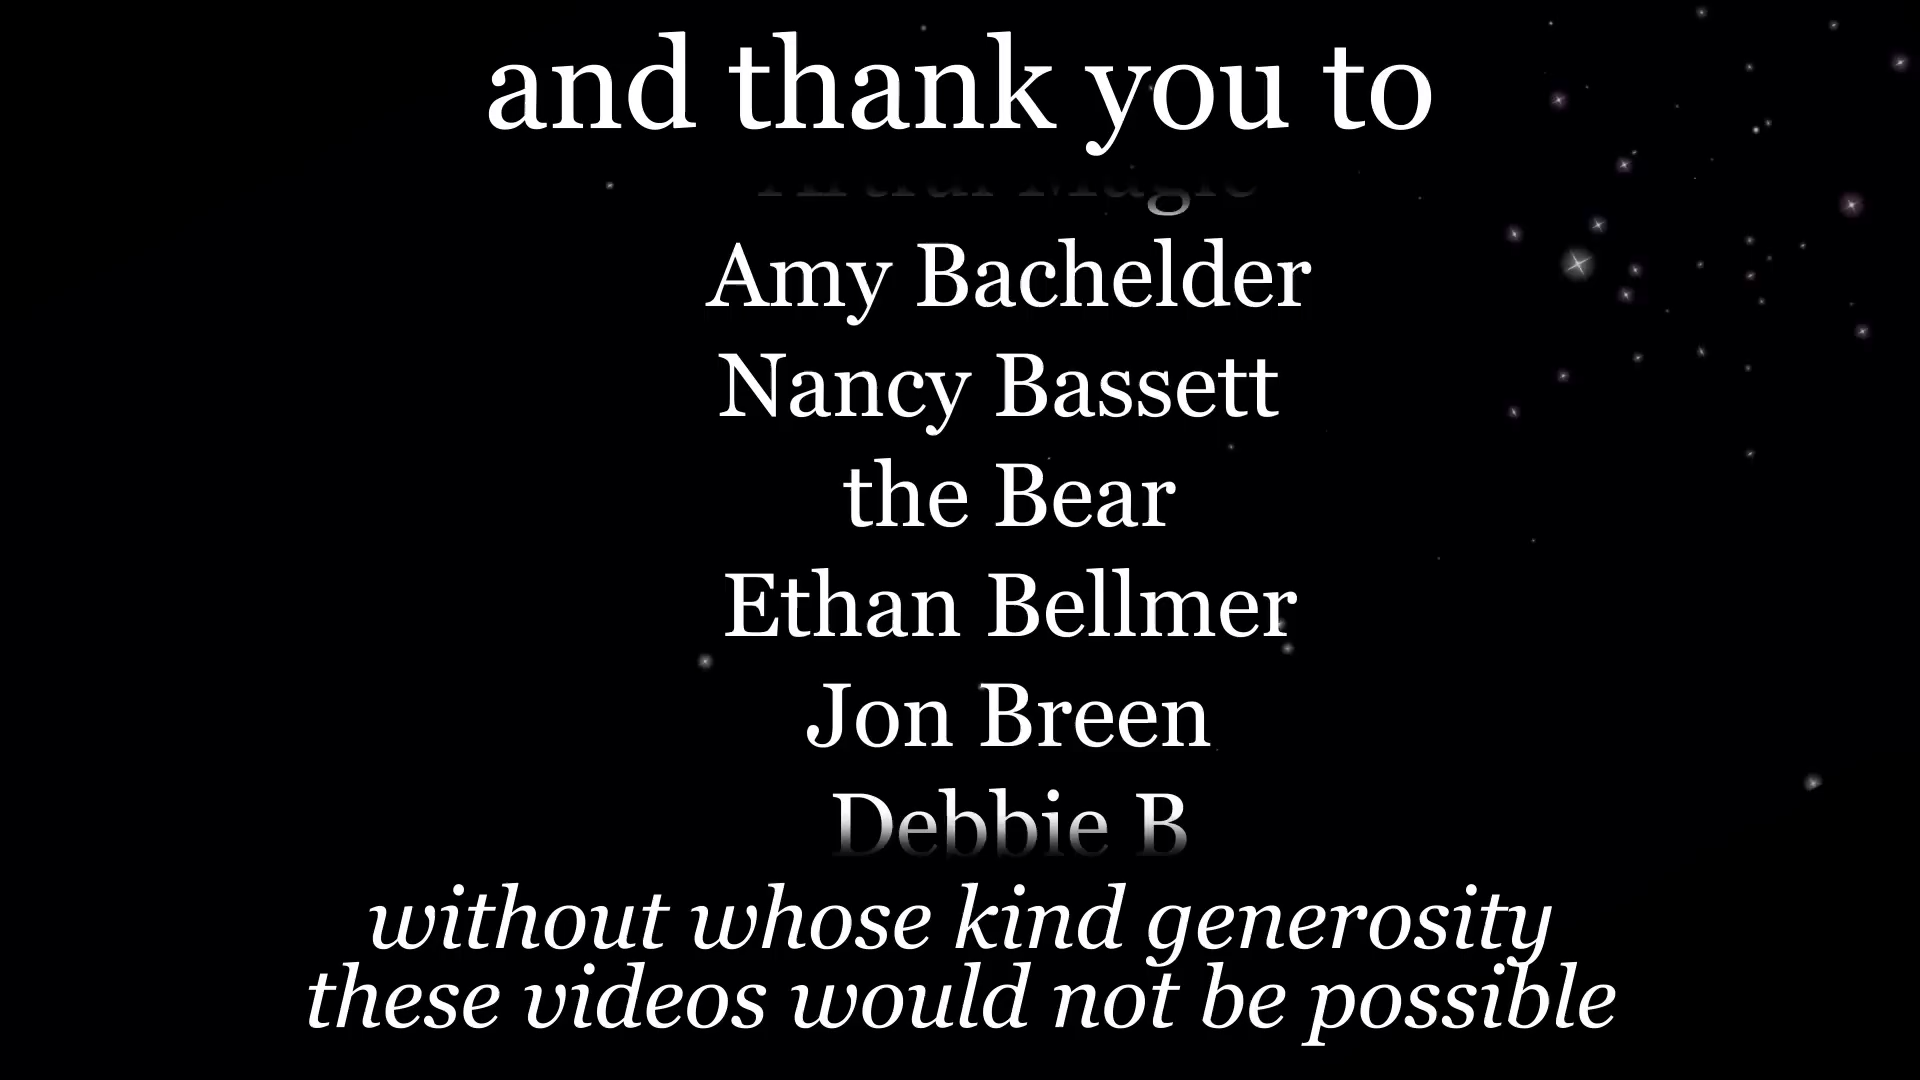 and thank you to
Amy Bachelder
Nancy Bassett
the Bear
Ethan Bellmer
Jon Breen
Debbie B
without whose kind generosity
these videos would not be possible